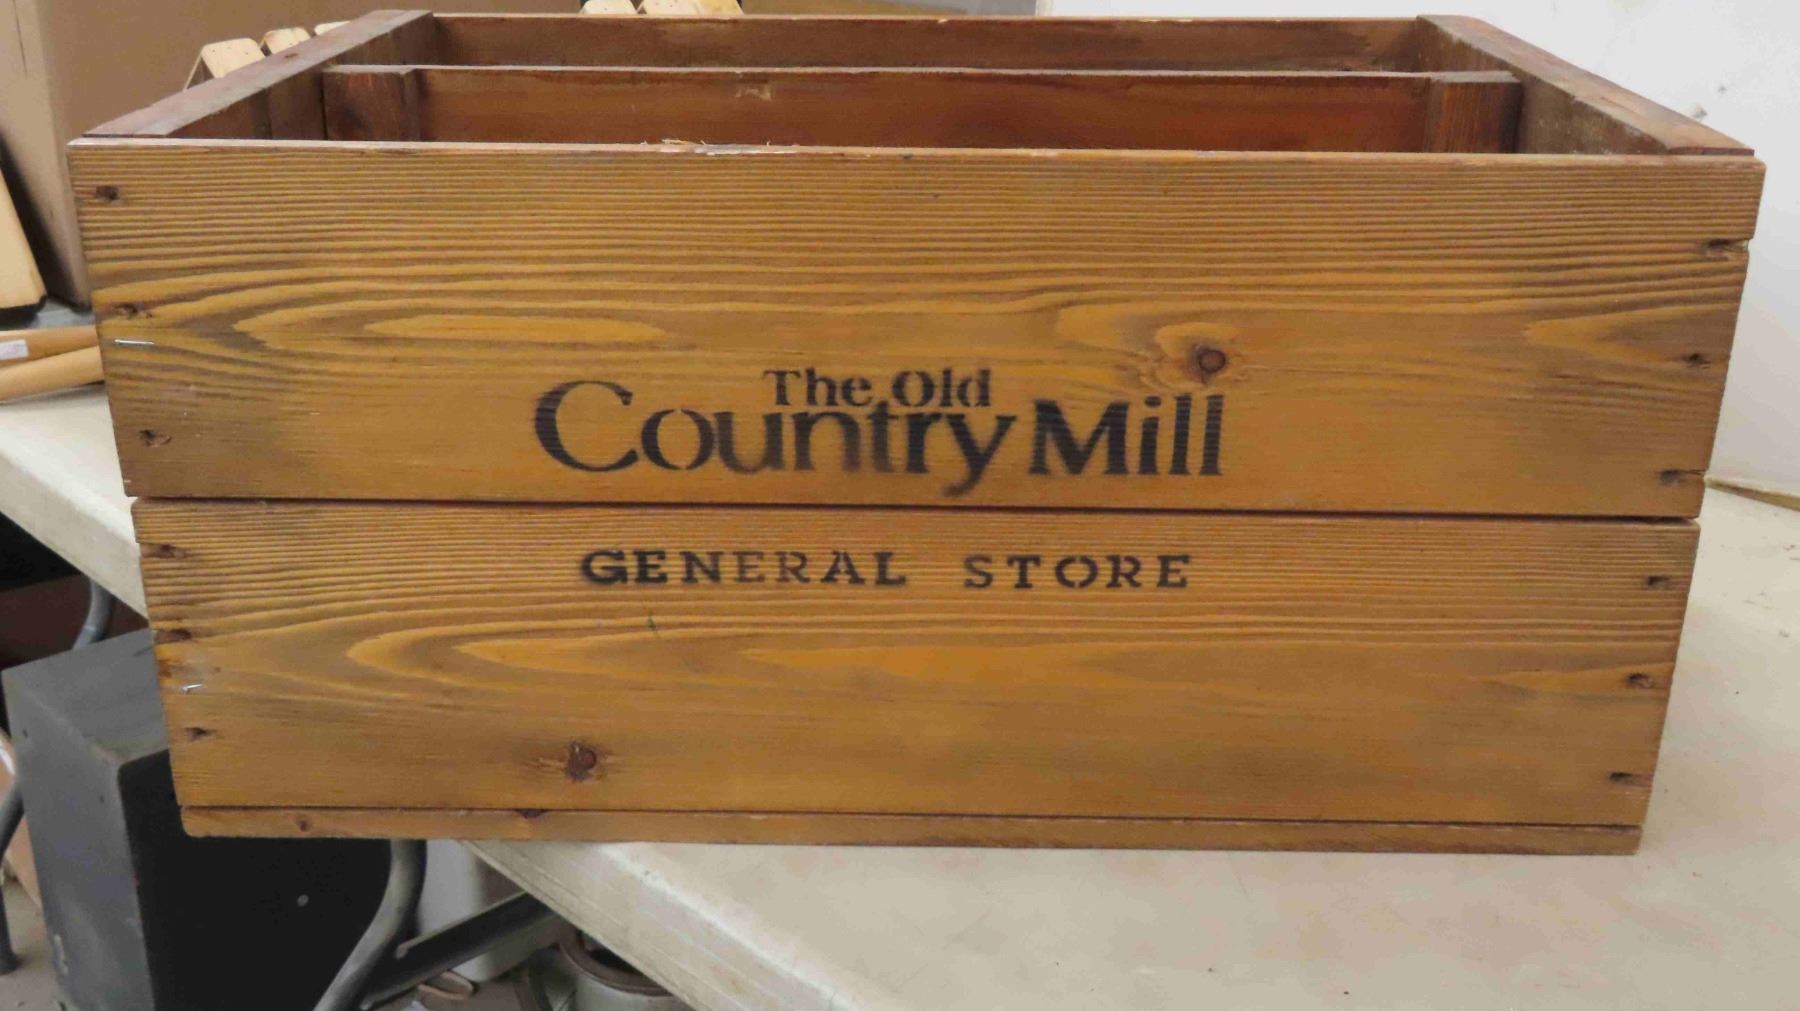 The Old
Country Mill
GENERAL STORE